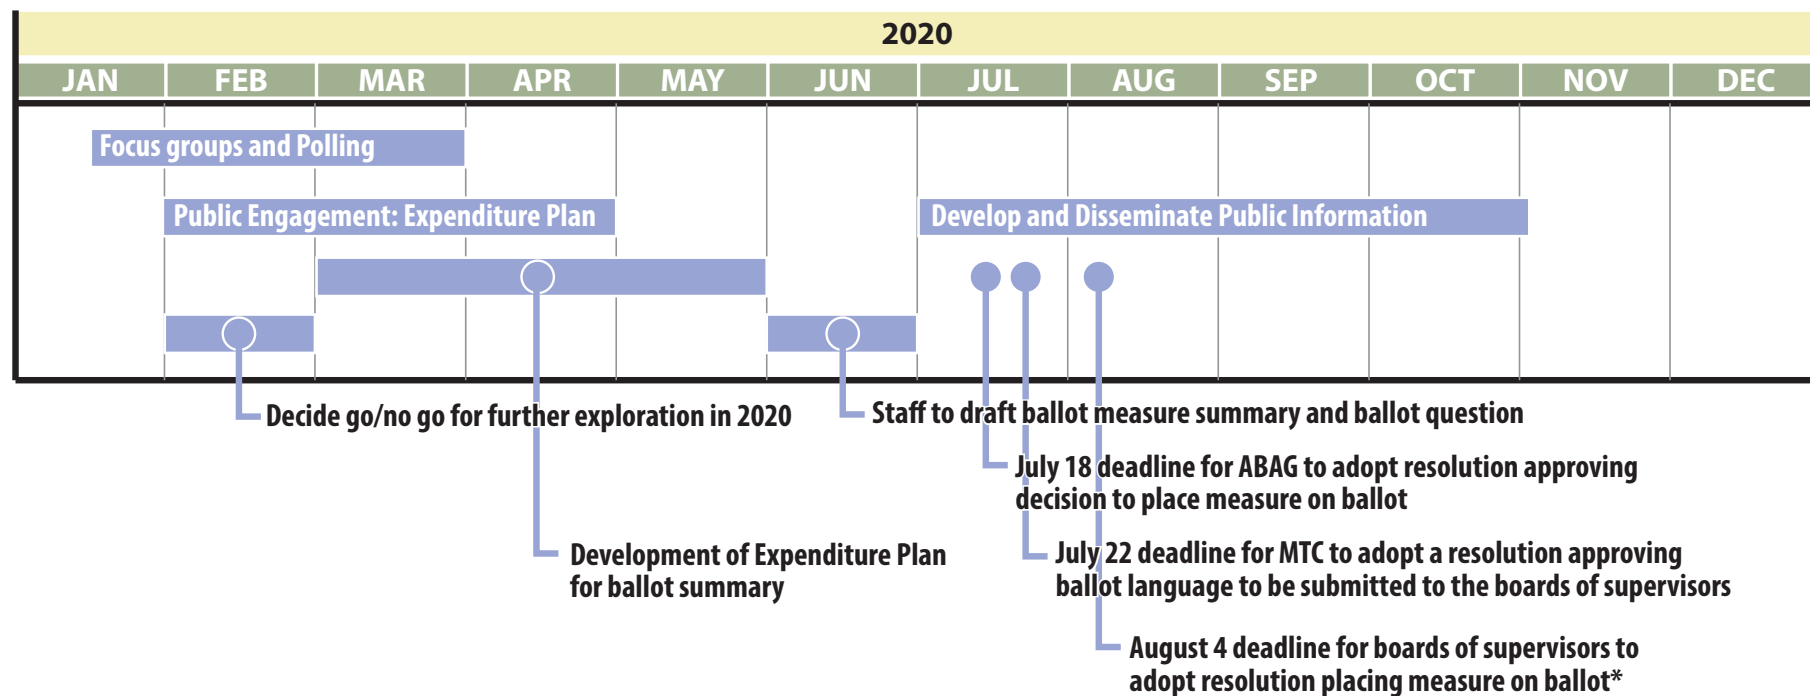 2020
JAN FEB MAR APR MAY JUN JUL AUG SEP OCT NOV DEC
Focus groups and Polling
Public Engagement: Expenditure Plan
Develop and Disseminate Public Information
Decide go/no go for further exploration in 2020
Staff to draft ballot measure summary and ballot question
July 18 deadline for ABAG to adopt resolution approving
decision to place measure on ballot
Development of Expenditure Plan
for ballot summary
July 22 deadline for MTC to adopt a resolution approving
ballot language to be submitted to the boards of supervisors
August 4 deadline for boards of supervisors to
adopt resolution placing measure on ballot*